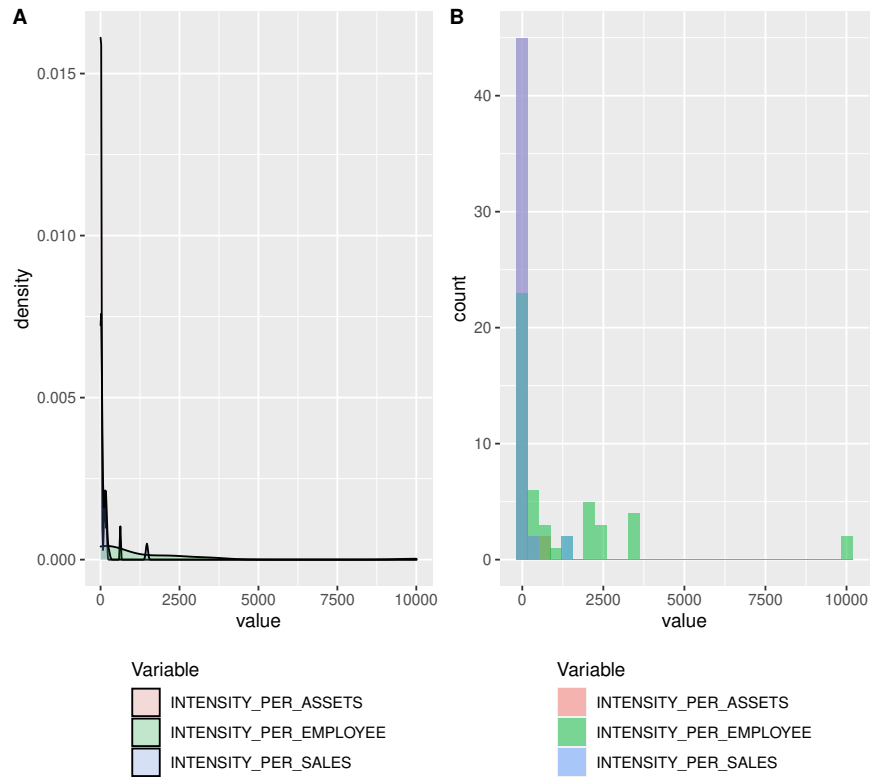 A
density
0.015
0.010
0.005
0.000
0
2500
5000
7500
10000
value
Variable
INTENSITY_PER_ASSETS
INTENSITY_PER_EMPLOYEE
INTENSITY_PER_SALES
B
count
40
30
20
10
0
0
2500
5000
7500
10000
value
Variable
INTENSITY_PER_ASSETS
INTENSITY_PER_EMPLOYEE
INTENSITY_PER_SALES